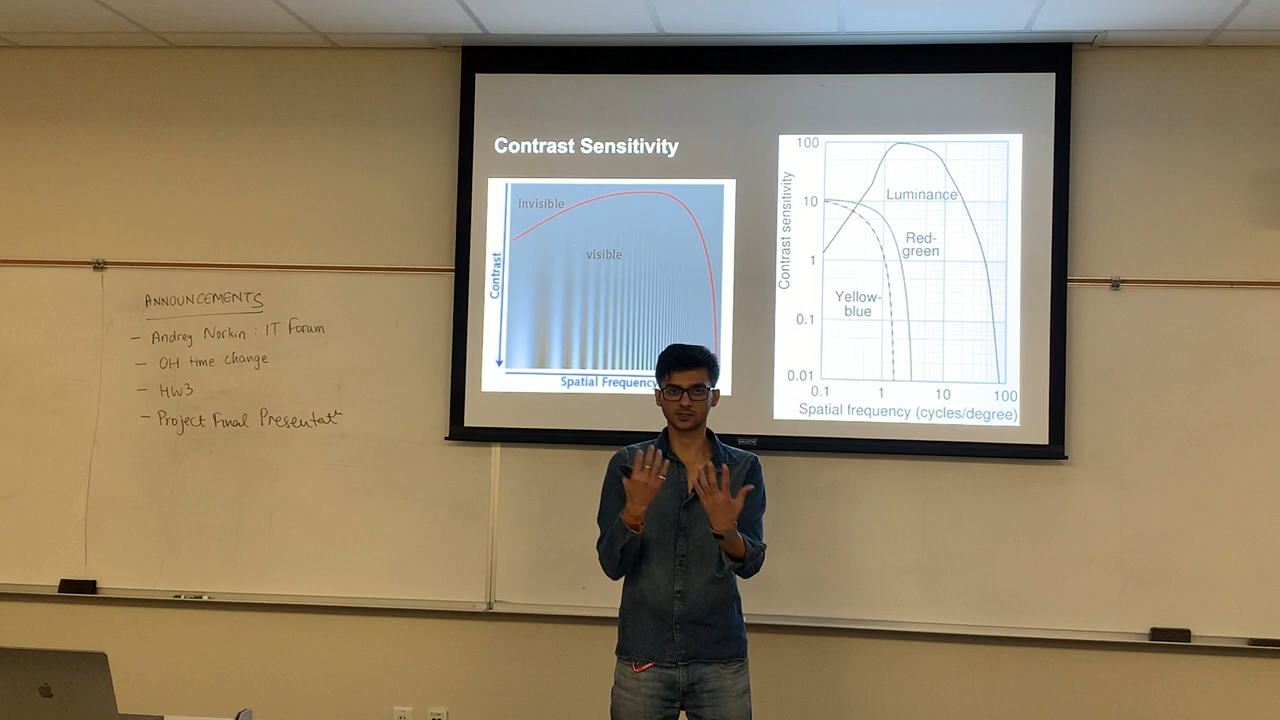 ANNOUNCEMENTS
- Andrey Norkin : IT Forum
- OH time change
- HW3
- Project Final Presentatn
Contrast Sensitivity
invisible
visible
Contrast
Spatial Frequency
100
10
1
0.1
0.01
Contrast sensitivity
Luminance
Red-
green
Yellow-
blue
0.1 1 10 100
Spatial frequency (cycles/degree)